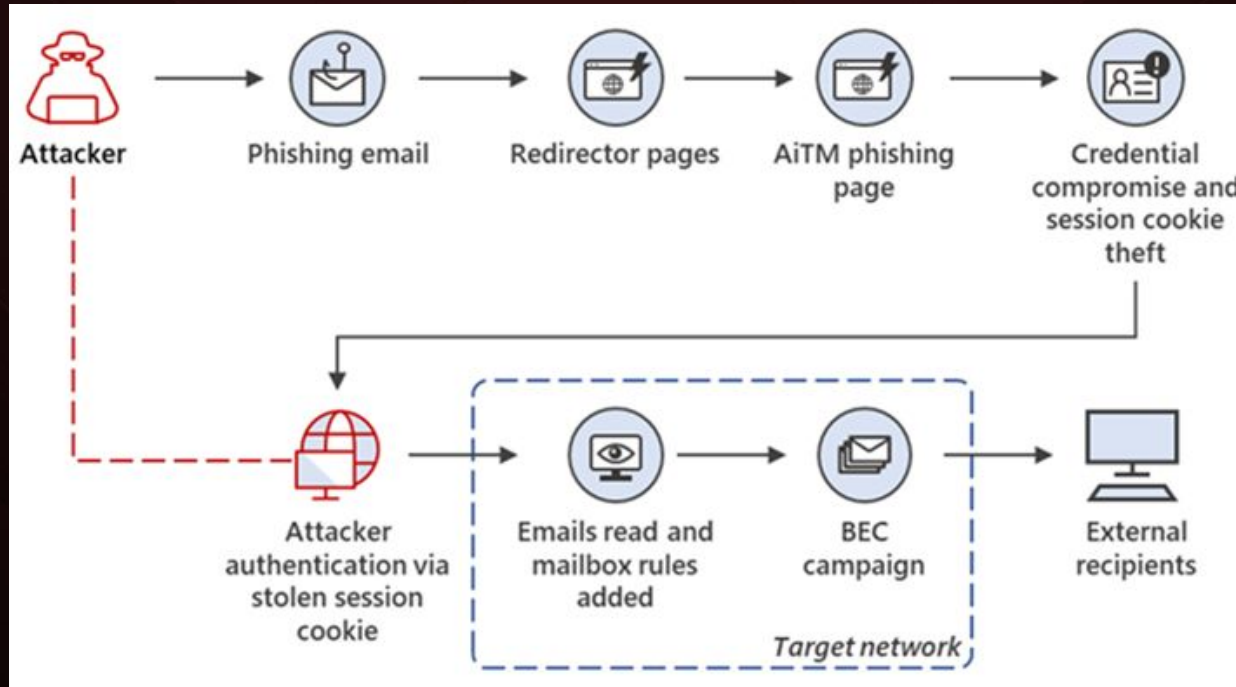 Attacker
Phishing email
Redirector pages
AiTM phishing
page
Credential
compromise and
session cookie
theft
Attacker
authentication via
stolen session
cookie
Emails read and
mailbox rules
added
BEC
campaign
External
recipients
Target network